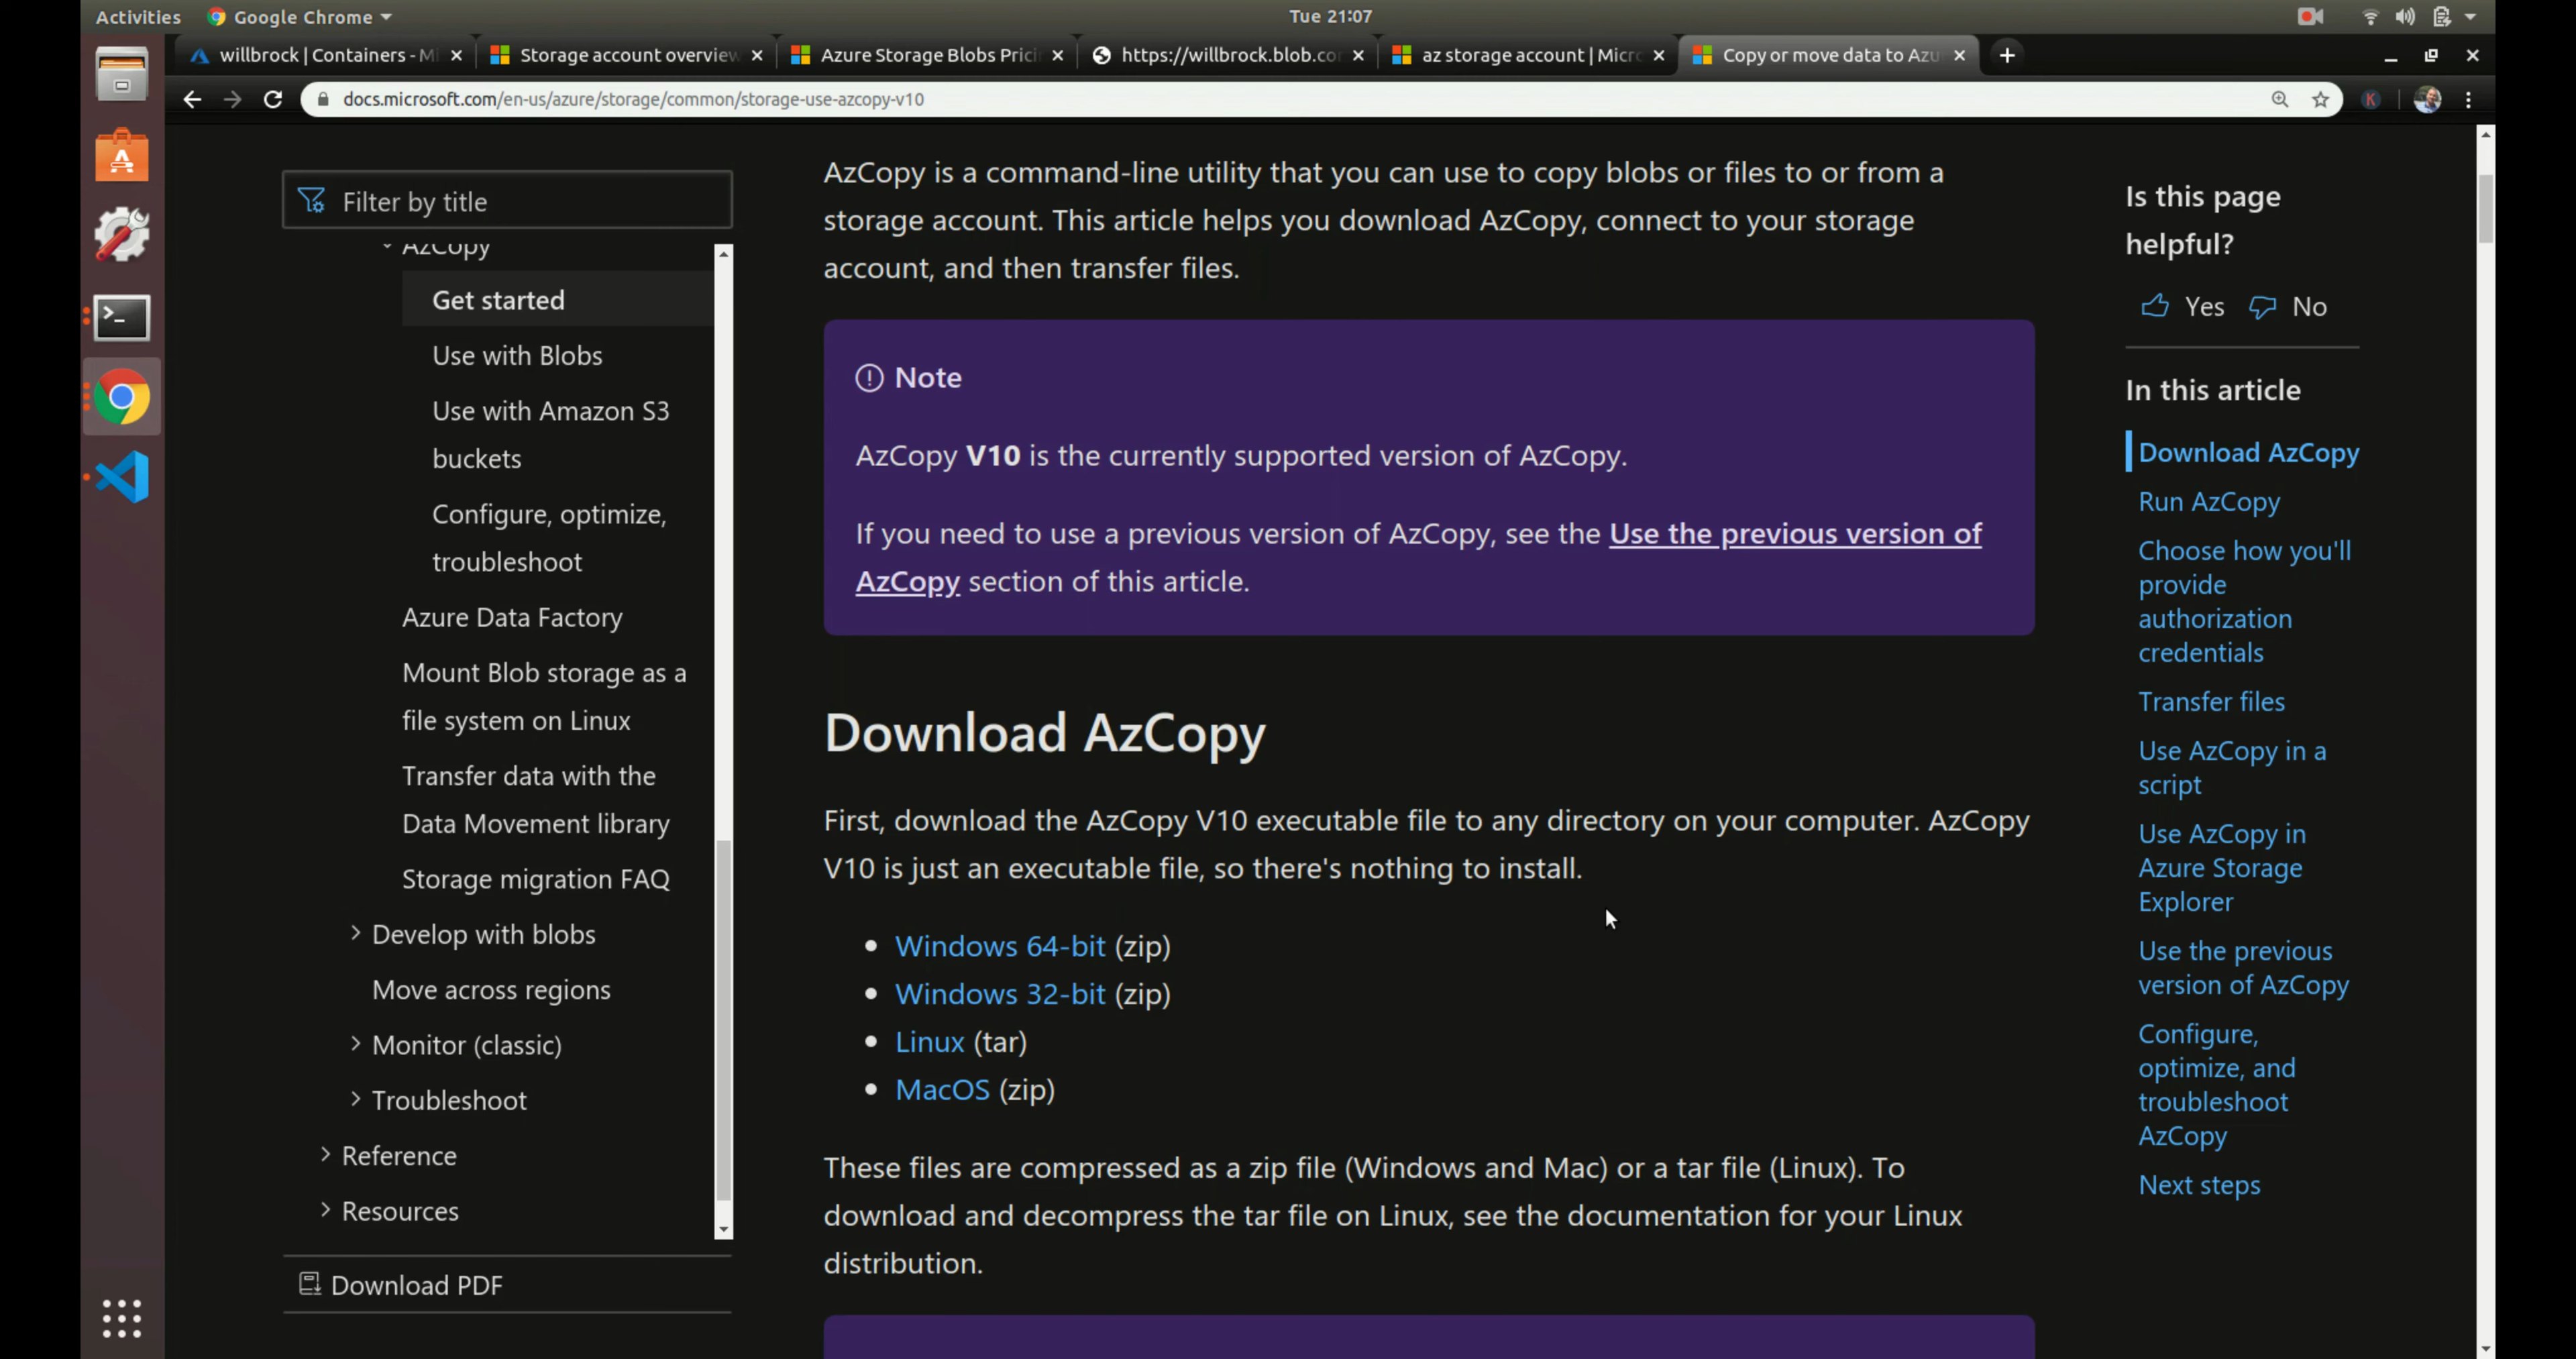 Activities
Google Chrome
Tue 21:07
willbrock | Containers - Mi
Storage account overview
Azure Storage Blobs Prici
https://willbrock.blob.co
az storage account | Micro
Copy or move data to Azu
docs.microsoft.com/en-us/azure/storage/common/storage-use-azcopy-v10
K
Filter by title
AzCopy
Get started
Use with Blobs
Use with Amazon S3
buckets
Configure, optimize,
troubleshoot
Azure Data Factory
Mount Blob storage as a
file system on Linux
Transfer data with the
Data Movement library
Storage migration FAQ
Develop with blobs
Move across regions
Monitor (classic)
Troubleshoot
Reference
Resources
Download PDF
AzCopy is a command-line utility that you can use to copy blobs or files to or from a
storage account. This article helps you download AzCopy, connect to your storage
account, and then transfer files.
Note
AzCopy V10 is the currently supported version of AzCopy.
If you need to use a previous version of AzCopy, see the Use the previous version of
AzCopy section of this article.
Download AzCopy
First, download the AzCopy V10 executable file to any directory on your computer. AzCopy
V10 is just an executable file, so there's nothing to install.
• Windows 64-bit (zip)
• Windows 32-bit (zip)
• Linux (tar)
• MacOS (zip)
These files are compressed as a zip file (Windows and Mac) or a tar file (Linux). To
download and decompress the tar file on Linux, see the documentation for your Linux
distribution.
Is this page
helpful?
Yes No
In this article
Download AzCopy
Run AzCopy
Choose how you'll
provide
authorization
credentials
Transfer files
Use AzCopy in a
script
Use AzCopy in
Azure Storage
Explorer
Use the previous
version of AzCopy
Configure,
optimize, and
troubleshoot
AzCopy
Next steps